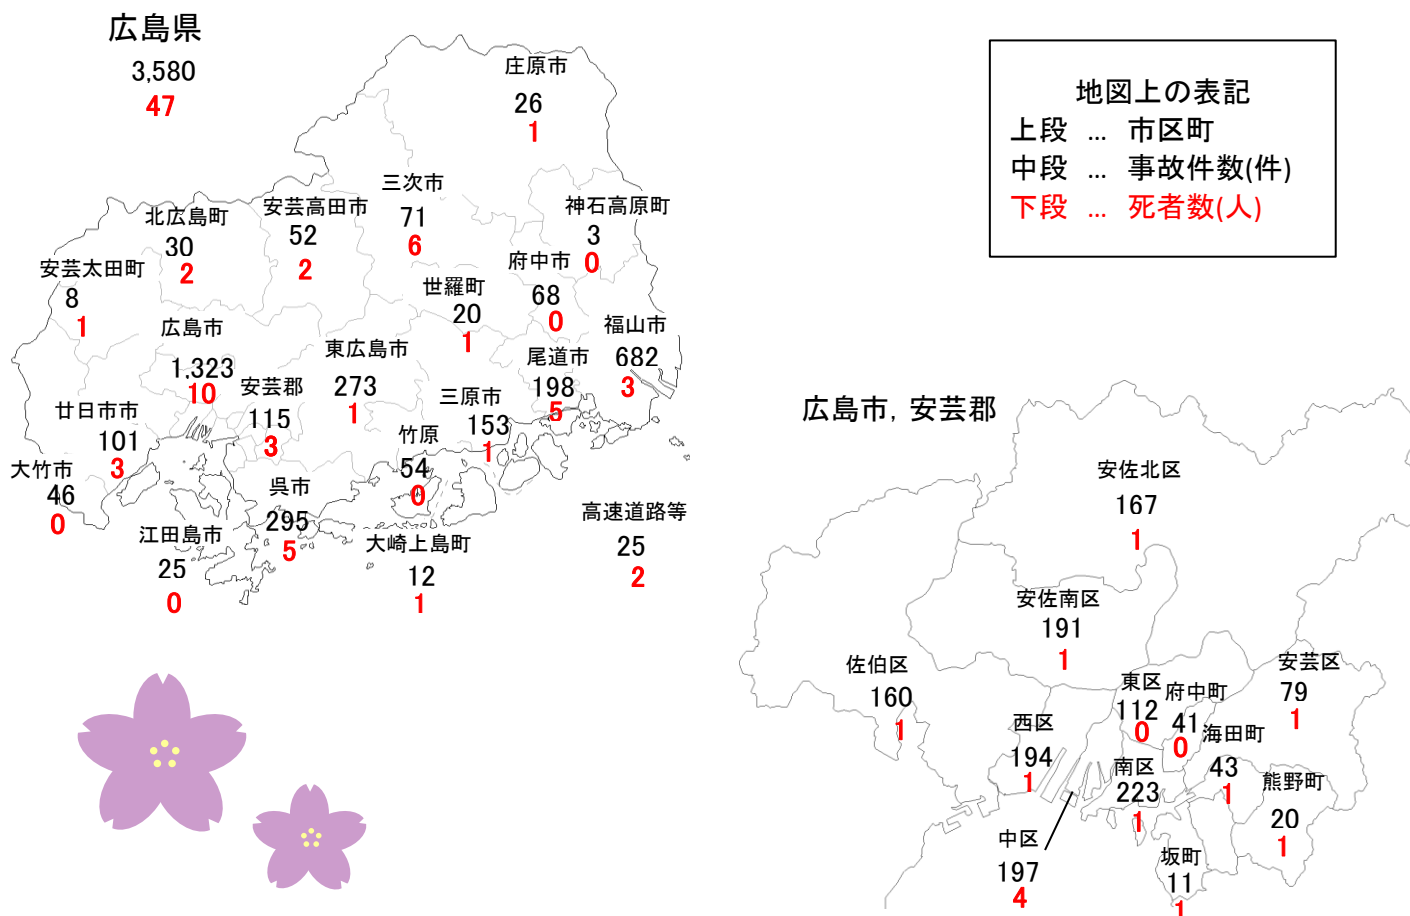 広島県
3,580
47
地図上の表記
上段 … 市区町
中段 … 事故件数(件)
下段 … 死者数(人)
庄原市
26
1
三次市
71
6
神石高原町
3
0
安芸高田市
52
2
北広島町
30
2
安芸太田町
8
1
府中市
68
0
世羅町
20
1
広島市
1,323
10
福山市
682
3
東広島市
273
1
尾道市
198
5
安芸郡
115
3
三原市
153
1
廿日市市
101
3
竹原
54
0
大竹市
46
0
呉市
295
5
江田島市
25
0
大崎上島町
12
1
高速道路等
25
2
広島市,安芸郡
安佐北区
167
1
安佐南区
191
1
佐伯区
160
1
安芸区
79
1
東区
112
0
府中町
41
0
西区
194
1
海田町
43
1
南区
223
1
熊野町
20
1
中区
197
4
坂町
11
1